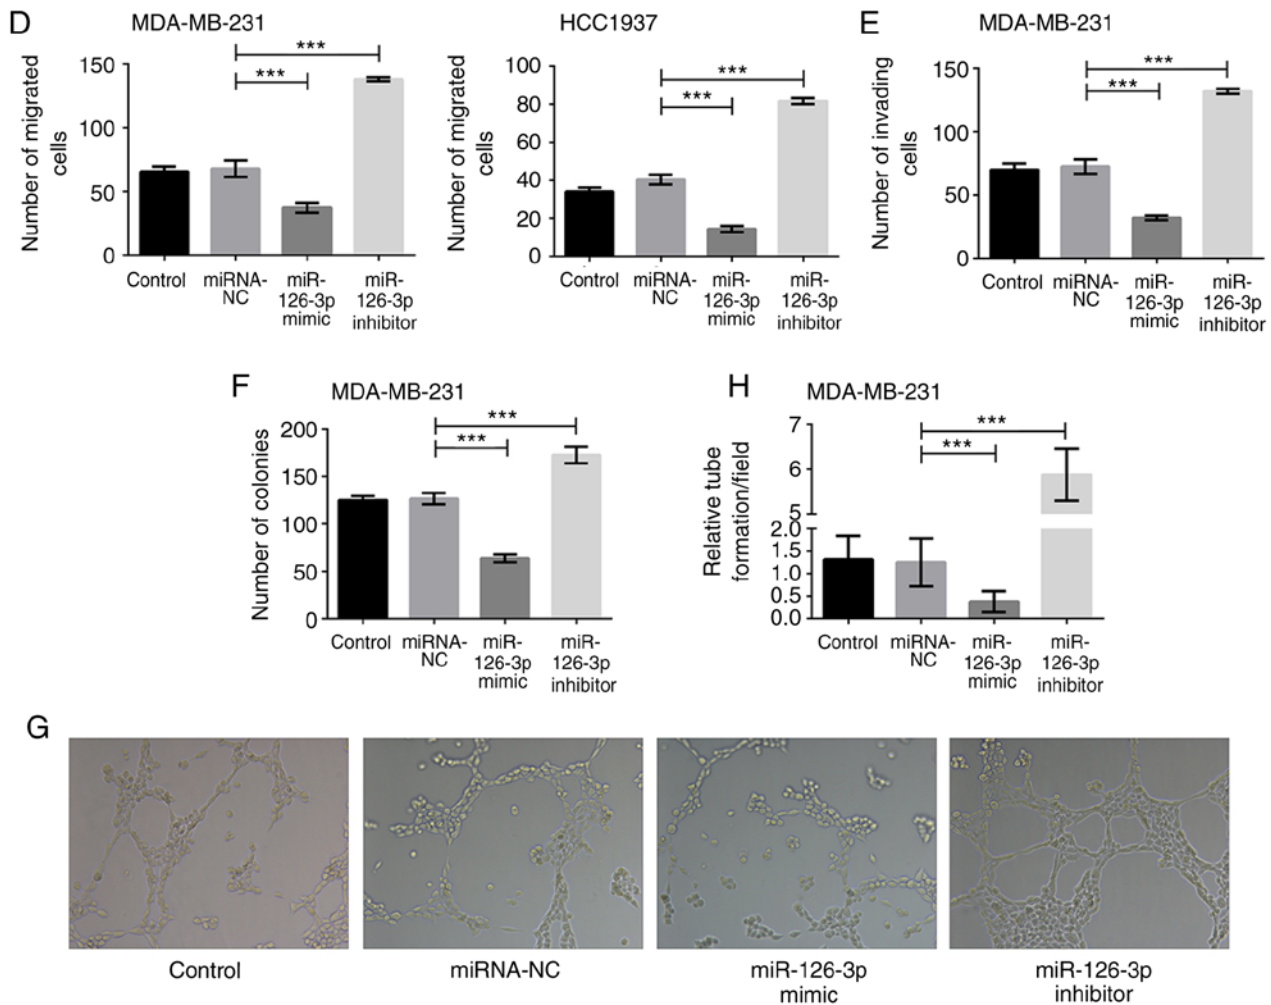 D
MDA-MB-231
Number of migrated
cells
150
100
50
0
***
***
Control
miRNA-
NC
miR-
126-3p
mimic
miR-
126-3p
inhibitor
HCC1937
Number of migrated
cells
100
80
60
40
20
0
***
***
Control
miRNA-
NC
miR-
126-3p
mimic
miR-
126-3p
inhibitor
E
MDA-MB-231
Number of invading
cells
150
100
50
0
***
***
Control
miRNA-
NC
miR-
126-3p
mimic
miR-
126-3p
inhibitor
F
MDA-MB-231
Number of colonies
200
150
100
50
0
***
***
Control
miRNA-
NC
miR-
126-3p
mimic
miR-
126-3p
inhibitor
H
MDA-MB-231
Relative tube
formation/field
7
6
5
2.0
1.5
1.0
0.5
0.0
***
***
Control
miRNA-
NC
miR-
126-3p
mimic
miR-
126-3p
inhibitor
G
Control
miRNA-NC
miR-126-3p
mimic
miR-126-3p
inhibitor